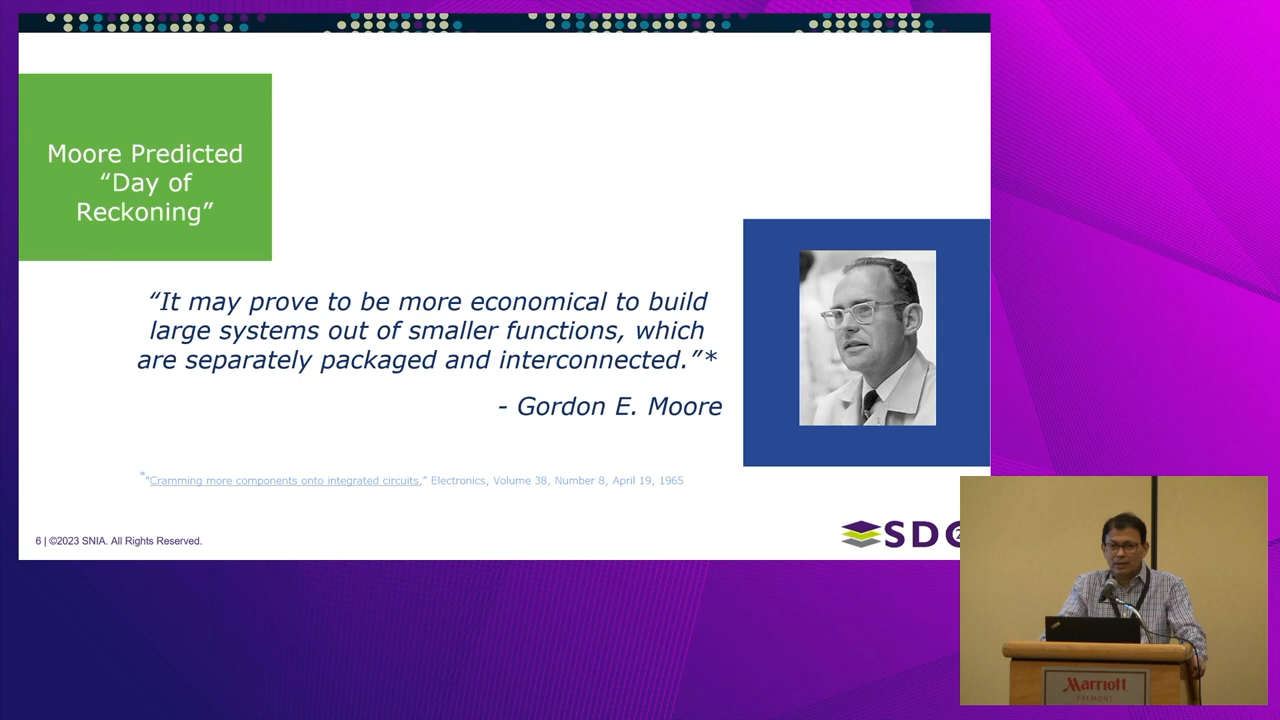 Moore Predicted
“Day of
Reckoning”
“It may prove to be more economical to build
large systems out of smaller functions, which
are separately packaged and interconnected.”*
- Gordon E. Moore
*“Cramming more components onto integrated circuits,” Electronics, Volume 38, Number 8, April 19, 1965
6 | ©2023 SNIA. All Rights Reserved.
SDC
Marriott
FREMONT